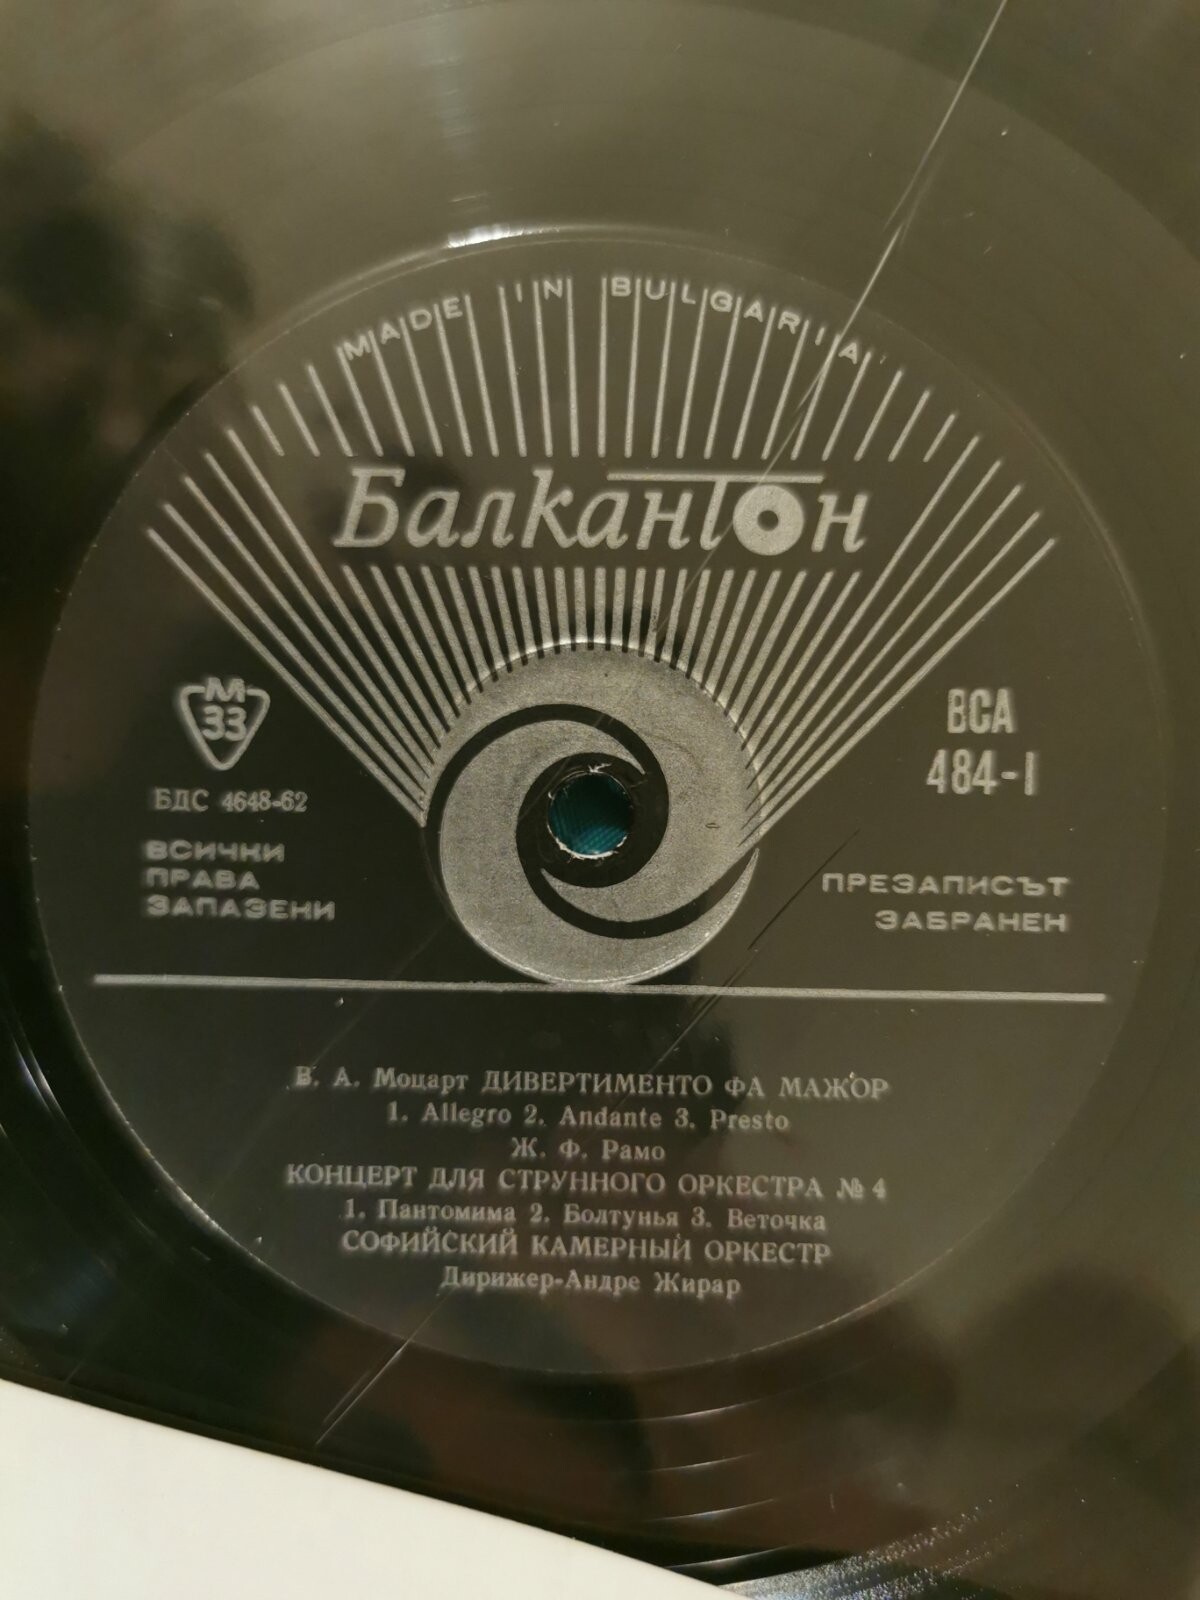 MADE IN BULGARIA
Балкантон
М
33
БДС 4648-62
ВСИЧКИ
ПРАВА
ЗАПАЗЕНИ
ВСА
484-I
ПРЕЗАПИСЪТ
ЗАБРАНЕН
В. А. Моцарт ДИВЕРТИМЕНТО ФА МАЖОР
1. Allegro 2. Andante 3. Presto
Ж. Ф. Рамо
КОНЦЕРТ ДЛЯ СТРУННОГО ОРКЕСТРА № 4
1. Пантомима 2. Болтунья 3. Веточка
СОФИЙСКИЙ КАМЕРНЫЙ ОРКЕСТР
Дирижер-Андре Жирар